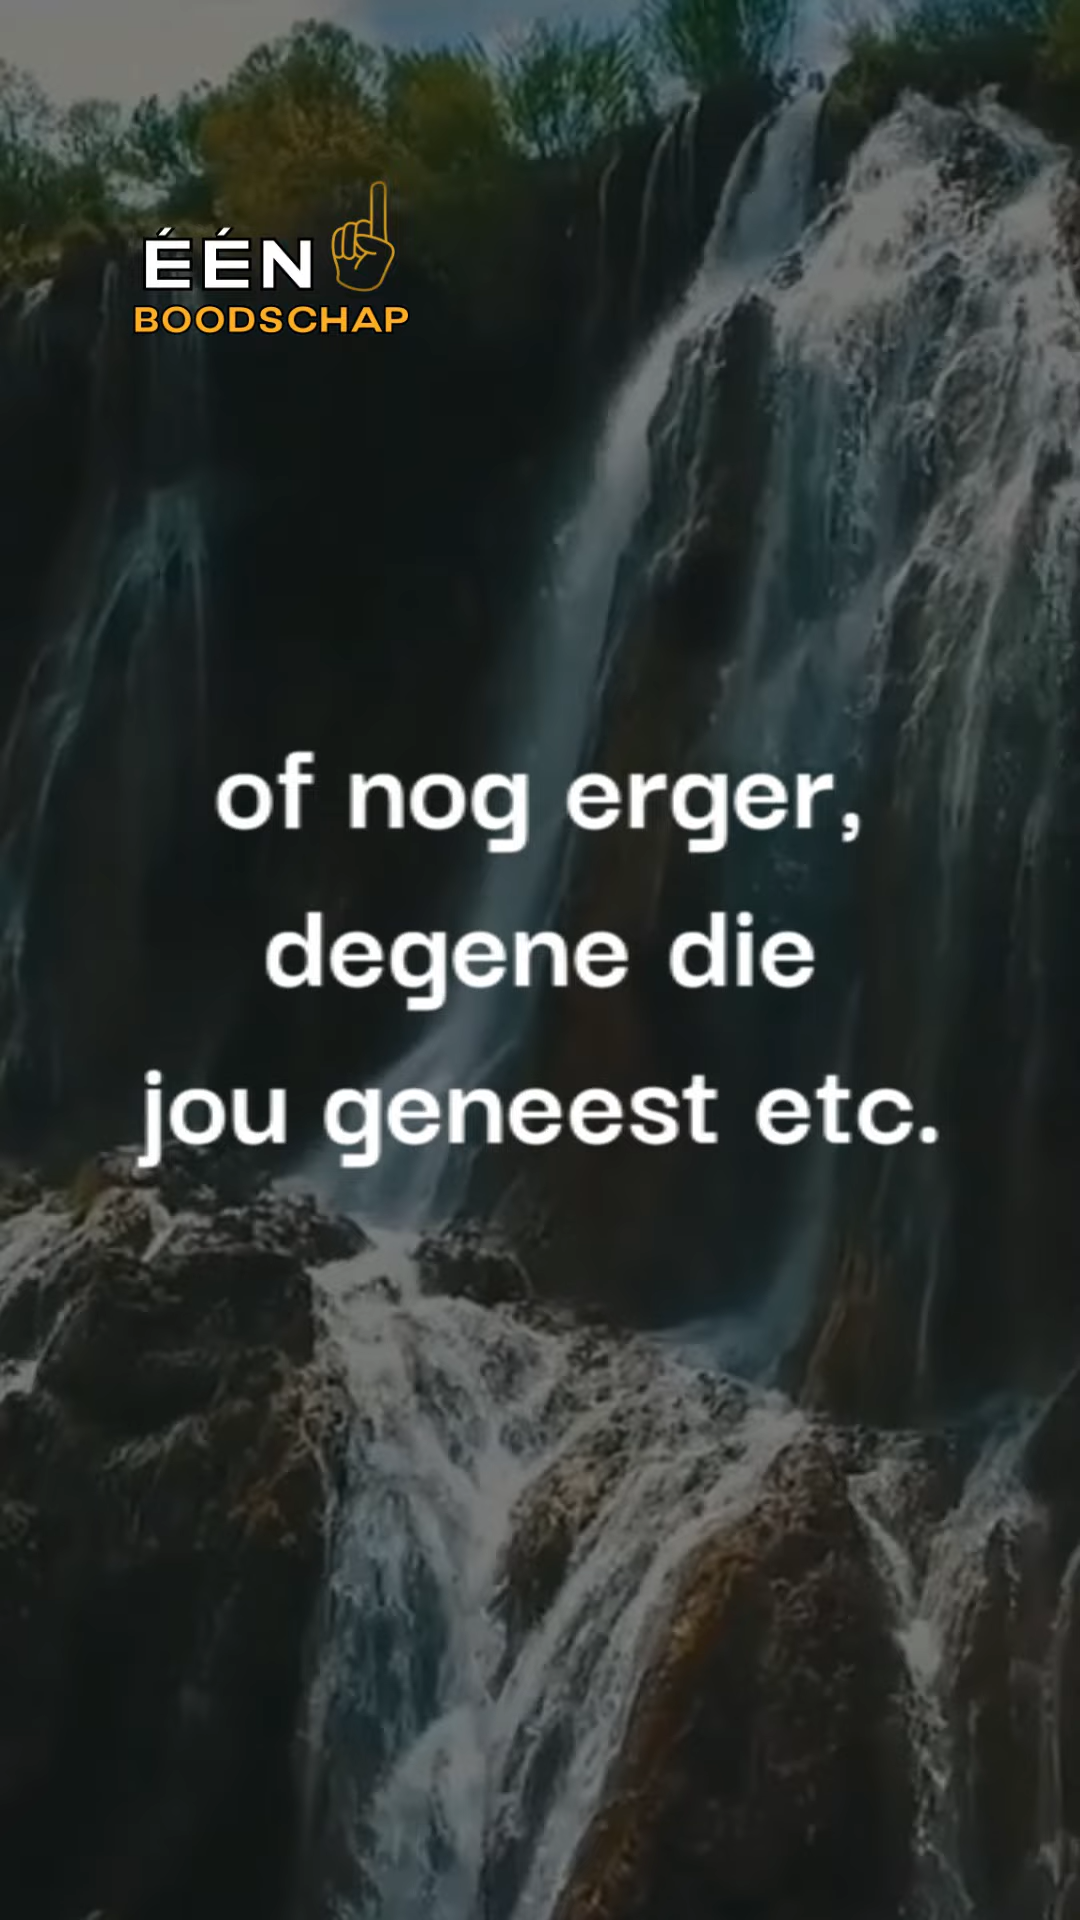 ÉÉN
BOODSCHAP
of nog erger,
degene die
jou geneest etc.